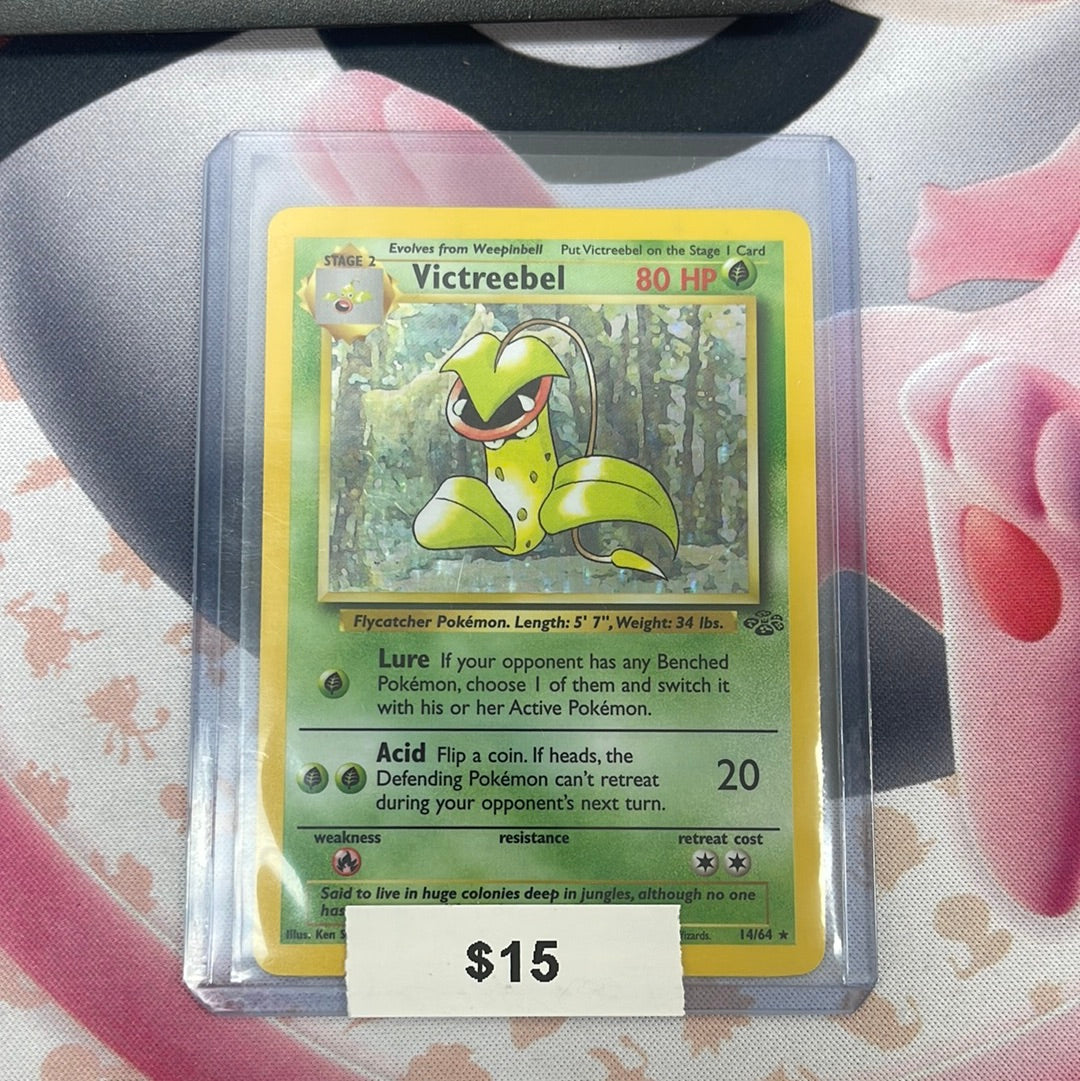 Evolves from Weepinbell Put Victreebel on the Stage 1 Card
STAGE 2
Victreebel 80 HP
Flycatcher Pokémon. Length: 5' 7", Weight: 34 lbs.
Lure If your opponent has any Benched
Pokémon, choose 1 of them and switch it
with his or her Active Pokémon.
Acid Flip a coin. If heads, the
Defending Pokémon can't retreat
during your opponent's next turn.
20
weakness resistance retreat cost
Said to live in huge colonies deep in jungles, although no one
has
Illus. Ken Wizards. 14/64 ★
$15